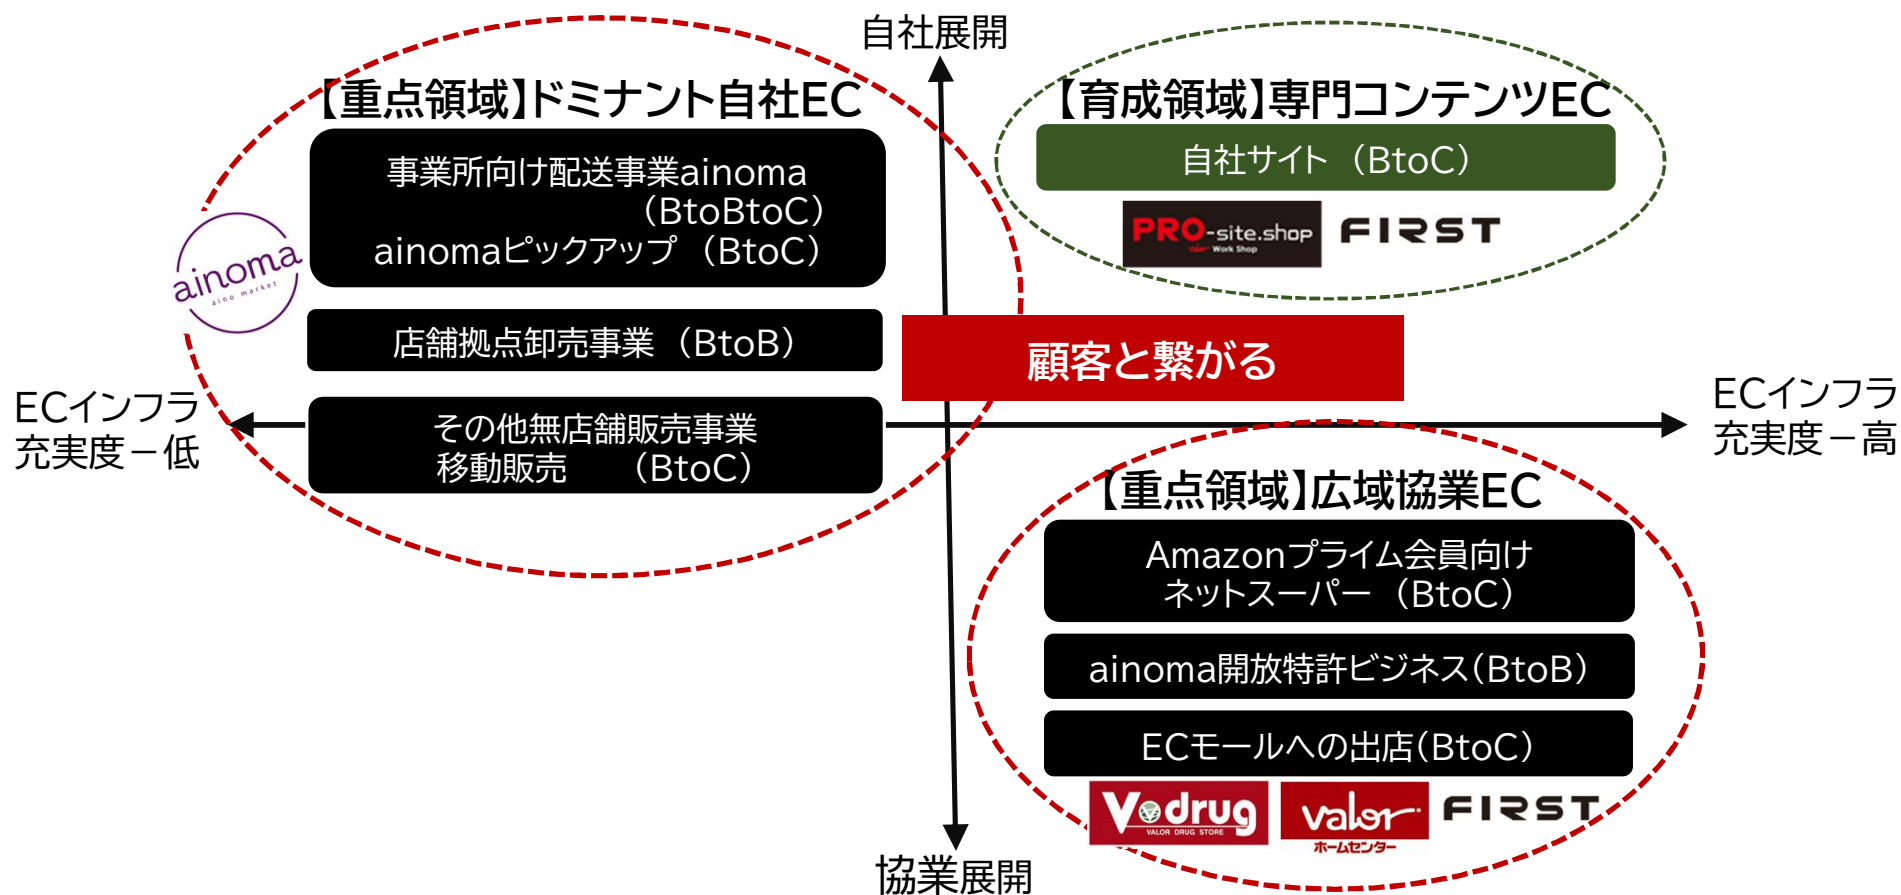 自社展開
【重点領域】ドミナント自社EC
事業所向け配送事業ainoma
（BtoBtoC）
ainomaピックアップ （BtoC）
ainoma
aino market
店舗拠点卸売事業 （BtoB）
その他無店舗販売事業
移動販売　　（BtoC）
ECインフラ
充実度－低
【育成領域】専門コンテンツEC
自社サイト （BtoC）
PRO-site.shop
Valor Work Shop
FIRST
顧客と繋がる
ECインフラ
充実度－高
【重点領域】広域協業EC
Amazonプライム会員向け
ネットスーパー （BtoC）
ainoma開放特許ビジネス（BtoB）
ECモールへの出店（BtoC）
V drug
VALOR DRUG STORE
valor
ホームセンター
FIRST
協業展開